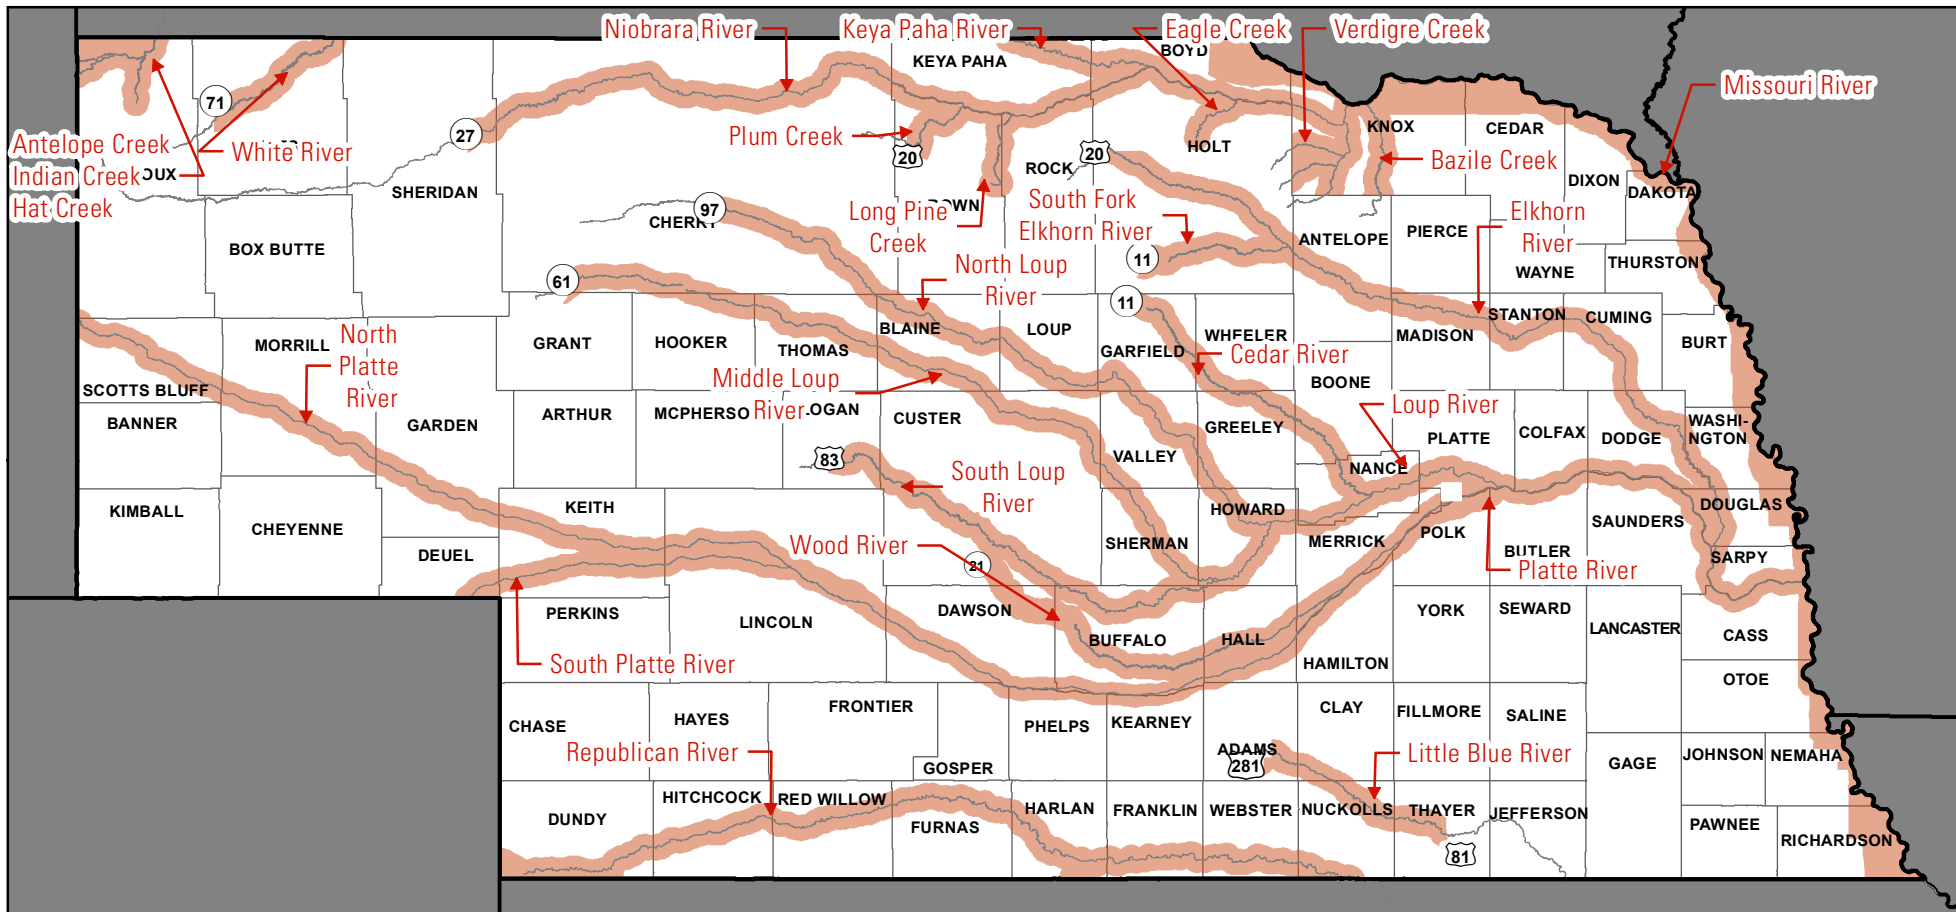 Niobrara River
Keya Paha River
Eagle Creek
Verdigre Creek
Missouri River
BOYD
KEYA PAHA
71
27
Antelope Creek
Indian Creek
Hat Creek
OUX
White River
Plum Creek
20
20
HOLT
KNOX
CEDAR
Bazile Creek
ROCK
DIXON
DAKOTA
SHERIDAN
CHERRY
97
OWN
Long Pine
Creek
South Fork
Elkhorn River
Elkhorn
River
BOX BUTTE
ANTELOPE
PIERCE
WAYNE
THURSTON
11
61
North Loup
River
11
BLAINE
LOUP
GARFIELD
WHEELER
MADISON
STANTON
CUMING
BURT
North
Platte
River
MORRILL
GRANT
HOOKER
THOMAS
Cedar River
BOONE
SCOTTS BLUFF
Middle Loup
River
BANNER
GARDEN
ARTHUR
MCPHERSO
OGAN
CUSTER
GREELEY
Loup River
PLATTE
COLFAX
DODGE
WASHI-
NGTON
83
VALLEY
NANCE
South Loup
River
KIMBALL
CHEYENNE
KEITH
HOWARD
DOUGLAS
SAUNDERS
DEUEL
Wood River
21
SHERMAN
MERRICK
POLK
BUTLER
SARPY
Platte River
PERKINS
LINCOLN
DAWSON
BUFFALO
HALL
YORK
SEWARD
LANCASTER
CASS
South Platte River
HAMILTON
OTOE
CHASE
HAYES
FRONTIER
PHELPS
KEARNEY
CLAY
FILLMORE
SALINE
Republican River
ADAMS
281
Little Blue River
GOSPER
GAGE
JOHNSON
NEMAHA
DUNDY
HITCHCOCK
RED WILLOW
FURNAS
HARLAN
FRANKLIN
WEBSTER
NUCKOLLS
THAYER
JEFFERSON
PAWNEE
RICHARDSON
81